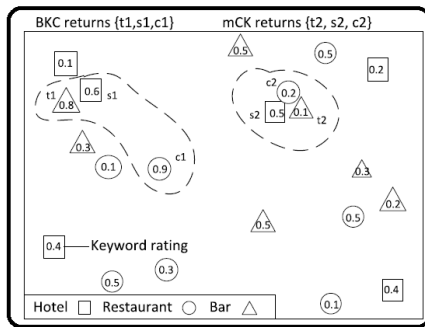 BKC returns {t1,s1,c1}
mCK returns {t2, s2, c2}
0.5
0.5
0.1
0.2
t1
0.8
0.6
s1
c2
0.2
s2
0.5
0.1
t2
0.3
0.1
0.9
c1
0.3
0.2
0.5
0.5
0.4
Keyword rating
0.3
0.5
0.4
0.1
Hotel
Restaurant
Bar